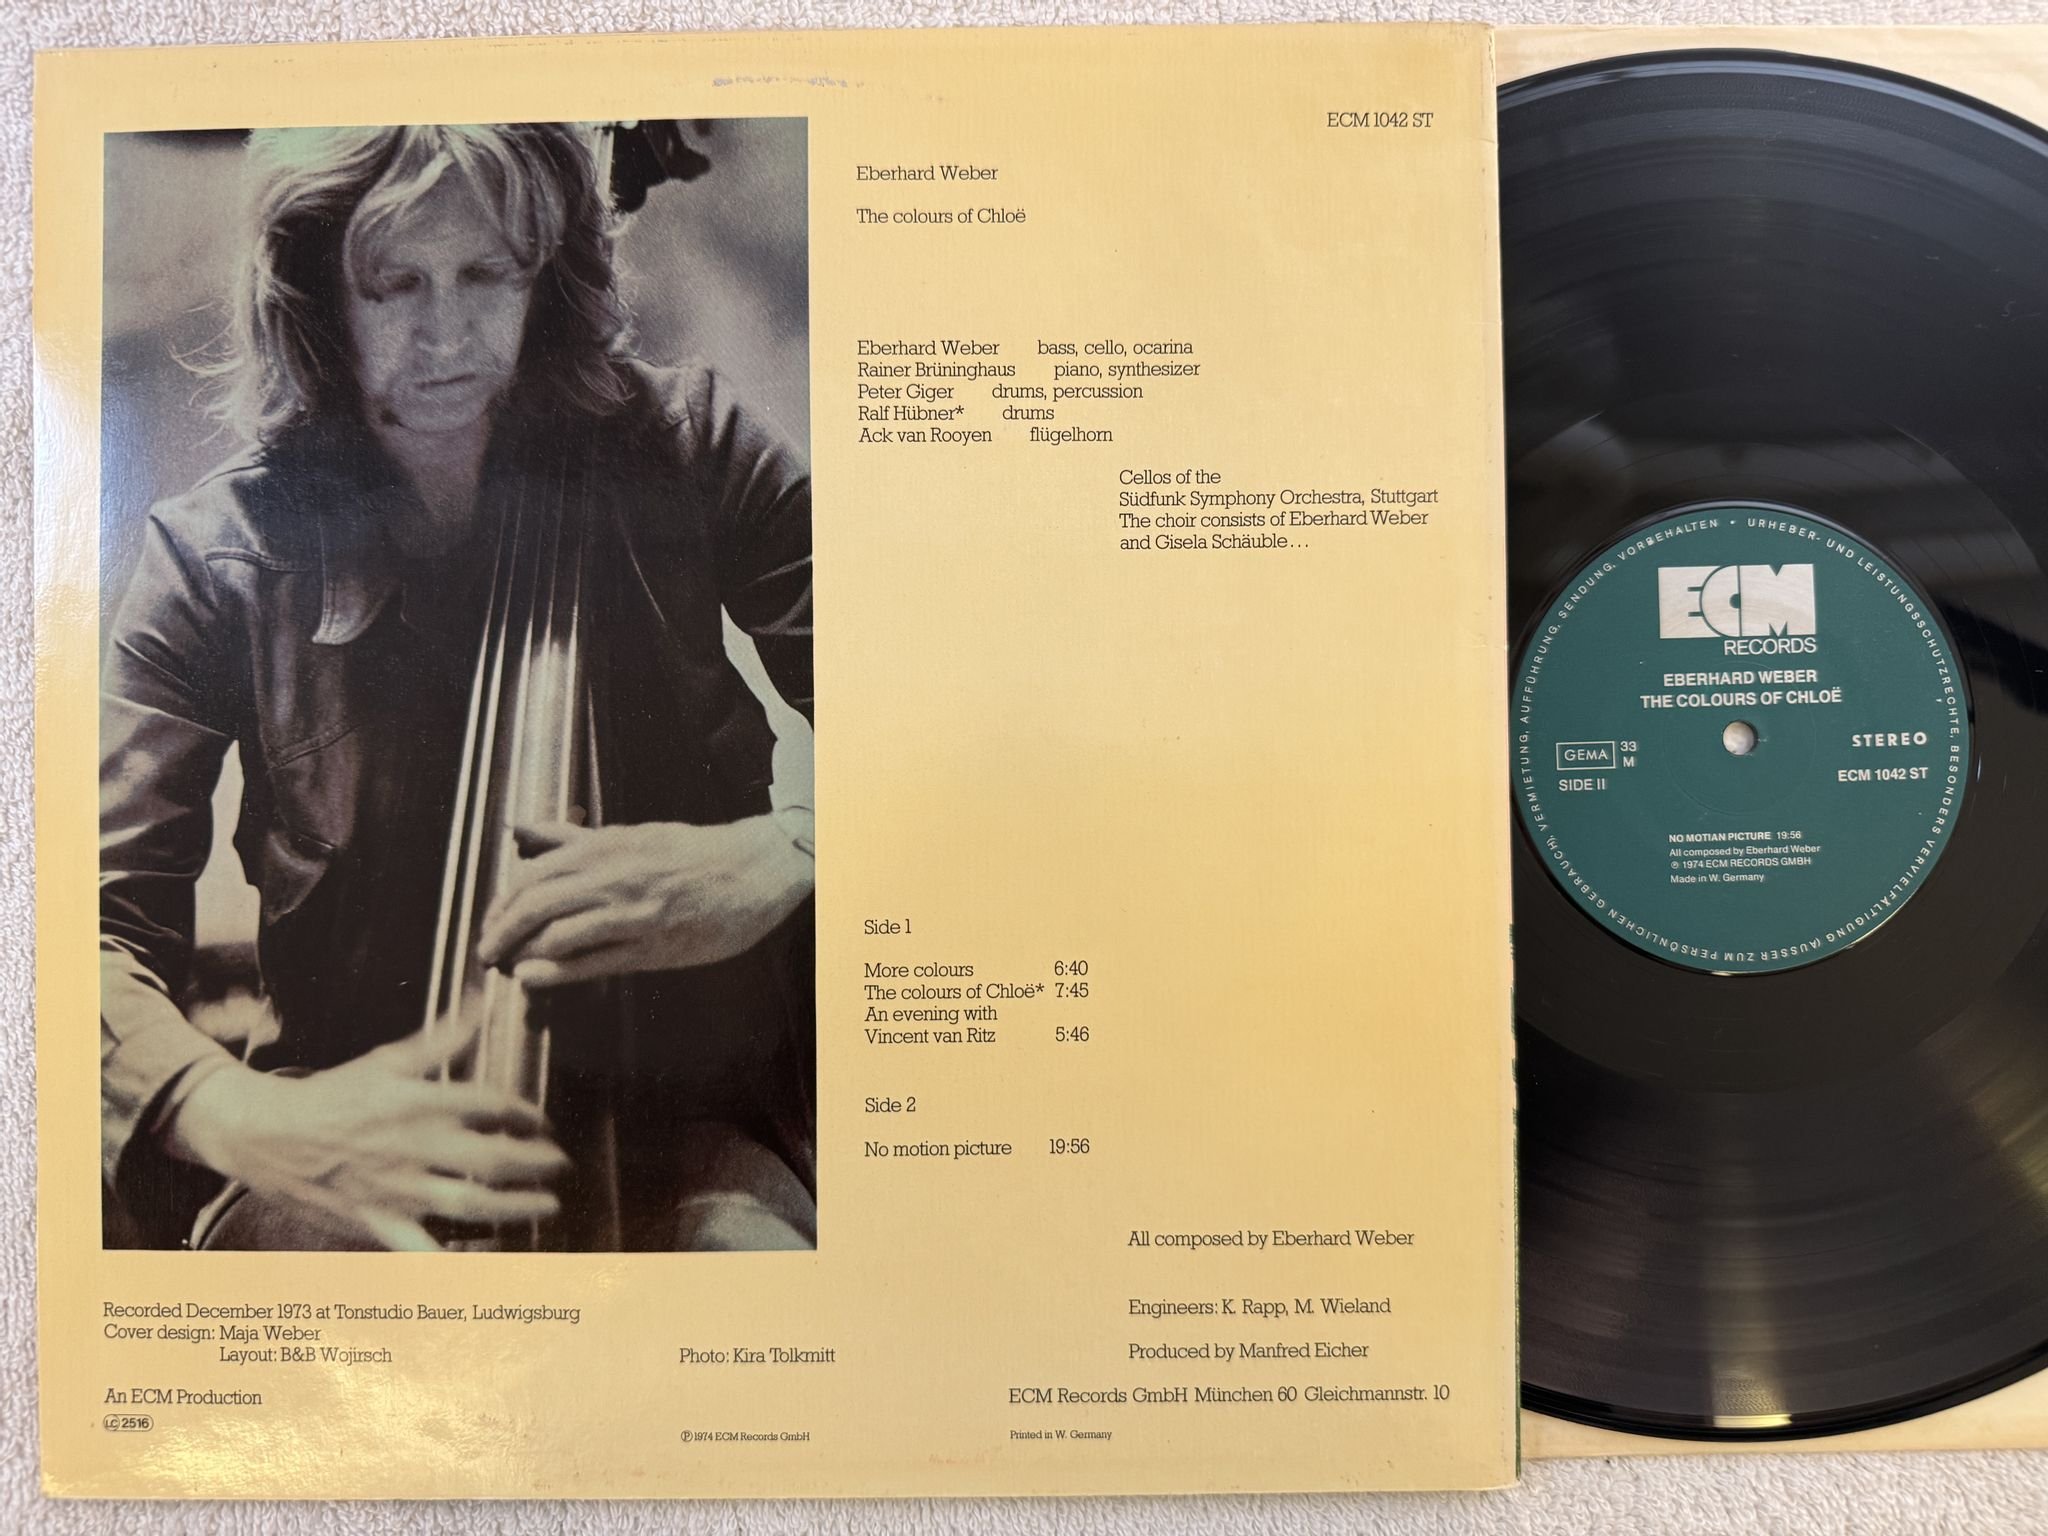 ECM 1042 ST
Eberhard Weber
The colours of Chloë
Eberhard Weber bass, cello, ocarina
Rainer Brüninghaus piano, synthesizer
Peter Giger drums, percussion
Ralf Hübner* drums
Ack van Rooyen flügelhorn
Cellos of the
Südfunk Symphony Orchestra, Stuttgart
The choir consists of Eberhard Weber
and Gisela Schäuble...
Side 1
More colours 6:40
The colours of Chloë* 7:45
An evening with
Vincent van Ritz 5:46
Side 2
No motion picture 19:56
All composed by Eberhard Weber
Recorded December 1973 at Tonstudio Bauer, Ludwigsburg
Cover design: Maja Weber
Layout: B&B Wojirsch
Photo: Kira Tolkmitt
Engineers: K. Rapp, M. Wieland
Produced by Manfred Eicher
An ECM Production
LC 2516
ECM Records GmbH München 60 Gleichmannstr. 10
℗ 1974 ECM Records GmbH
Printed in W. Germany
URHEBER- UND LEISTUNGSSCHUTZRECHTE, BESONDERS VERVIELFÄLTIGUNG (AUSSER ZUM PERSÖNLICHEN GEBRAUCH), VERMIETUNG, AUFFÜHRUNG, SENDUNG, VORBEHALTEN •
ECM
RECORDS
EBERHARD WEBER
THE COLOURS OF CHLOË
GEMA 33
M
STEREO
SIDE II
ECM 1042 ST
NO MOTIAN PICTURE 19:56
All composed by Eberhard Weber
℗ 1974 ECM RECORDS GMBH
Made in W. Germany